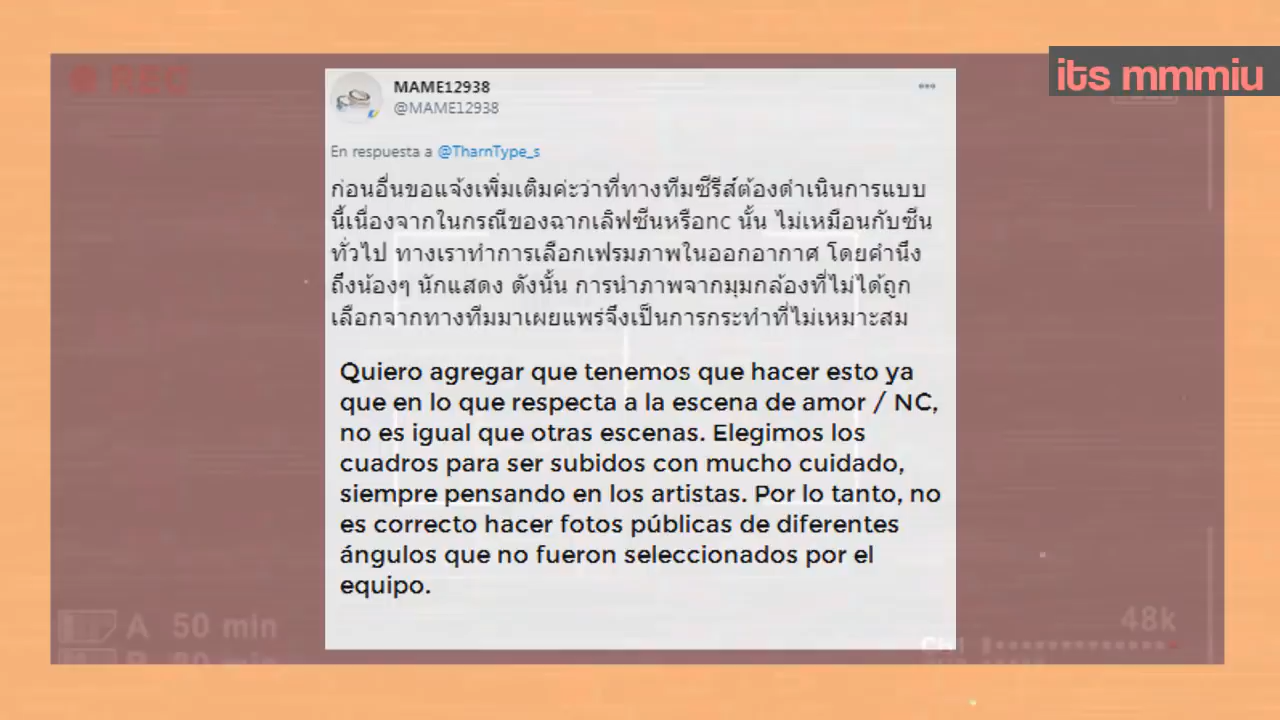 REC
its mmmiu
MAME12938
@MAME12938
En respuesta a @TharnType_s
ก่อนอื่นขอแจ้งเพิ่มเติมค่ะว่าที่ทางทีมซีรีส์ต้องดำเนินการแบบ
นี้เนื่องจากในกรณีของฉากเลิฟซีนหรือnc นั้น ไม่เหมือนกับซีน
ทั่วไป ทางเราทำการเลือกเฟรมภาพในออกอากาศ โดยคำนึง
ถึงน้องๆ นักแสดง ดังนั้น การนำภาพจากมุมกล้องที่ไม่ได้ถูก
เลือกจากทางทีมมาเผยแพร่จึงเป็นการกระทำที่ไม่เหมาะสม
Quiero agregar que tenemos que hacer esto ya
que en lo que respecta a la escena de amor / NC,
no es igual que otras escenas. Elegimos los
cuadros para ser subidos con mucho cuidado,
siempre pensando en los artistas. Por lo tanto, no
es correcto hacer fotos públicas de diferentes
ángulos que no fueron seleccionados por el
equipo.
A 50 min
48k
Ch1